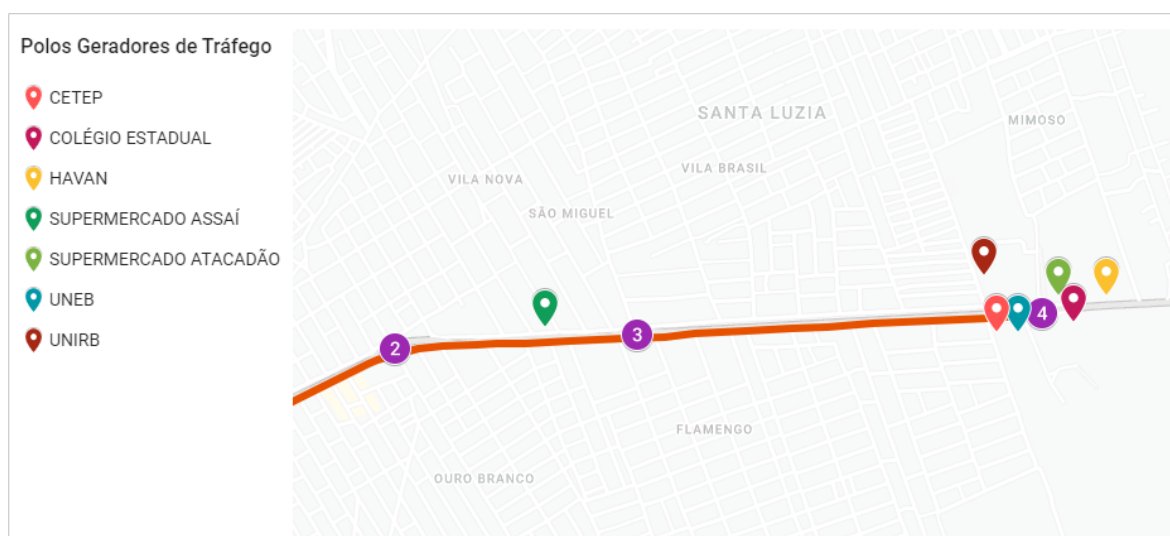 Polos Geradores de Tráfego
CETEP
COLÉGIO ESTADUAL
HAVAN
SUPERMERCADO ASSAÍ
SUPERMERCADO ATACADÃO
UNEB
UNIRB
SANTA LUZIA
MIMOSO
VILA BRASIL
VILA NOVA
SÃO MIGUEL
4
3
2
FLAMENGO
OURO BRANCO